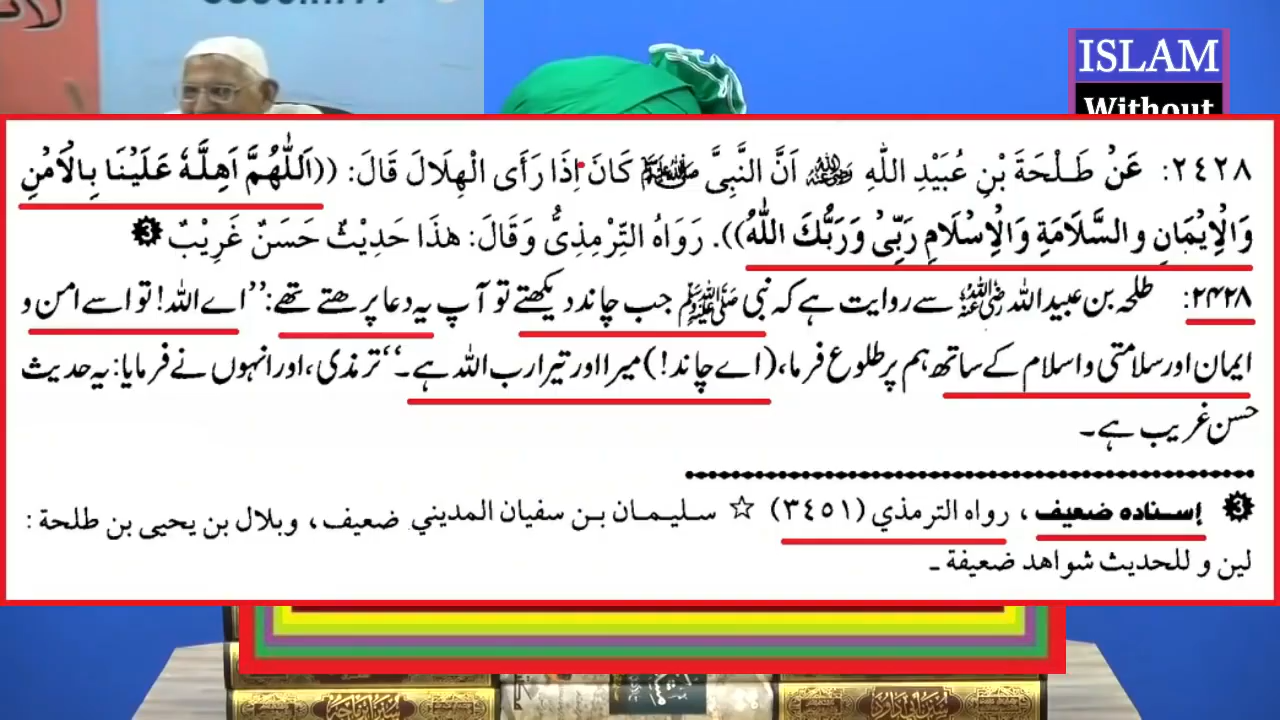 ISLAM
Without
٢٤٢٨: عَنْ طَلْحَةَ بْنِ عُبَيْدِ اللّٰهِ ﷜ اَنَّ النَّبِىَّ ﷺ كَانَ اِذَا رَأَى الْهِلَالَ قَالَ: ((اَللّٰهُمَّ اَهِلَّهٗ عَلَيْنَا بِالْاَمْنِ
وَالْاِيْمَانِ وَالسَّلَامَةِ وَالْاِسْلَامِ رَبِّىْ وَرَبُّكَ اللّٰهُ)). رَوَاهُ التِّرْمِذِىُّ وَقَالَ: هٰذَا حَدِيْثٌ حَسَنٌ غَرِيْبٌ ❸
۲۴۲۸: طلحہ بن عبیداللہ ﷜ سے روایت ہے کہ نبی ﷺ جب چاند دیکھتے تو آپ یہ دعا پڑھتے تھے: ’’اے اللہ! تو اسے امن و
ایمان اور سلامتی و اسلام کے ساتھ ہم پر طلوع فرما، (اے چاند!) میرا اور تیرا رب اللہ ہے۔‘‘ ترمذی، اور انہوں نے فرمایا: یہ حدیث
حسن غریب ہے۔
❸ إسناده ضعيف، رواه الترمذي (٣٤٥١) ☆ سليمان بن سفيان المديني ضعيف، وبلال بن يحيى بن طلحة:
لين و للحديث شواهد ضعيفة۔